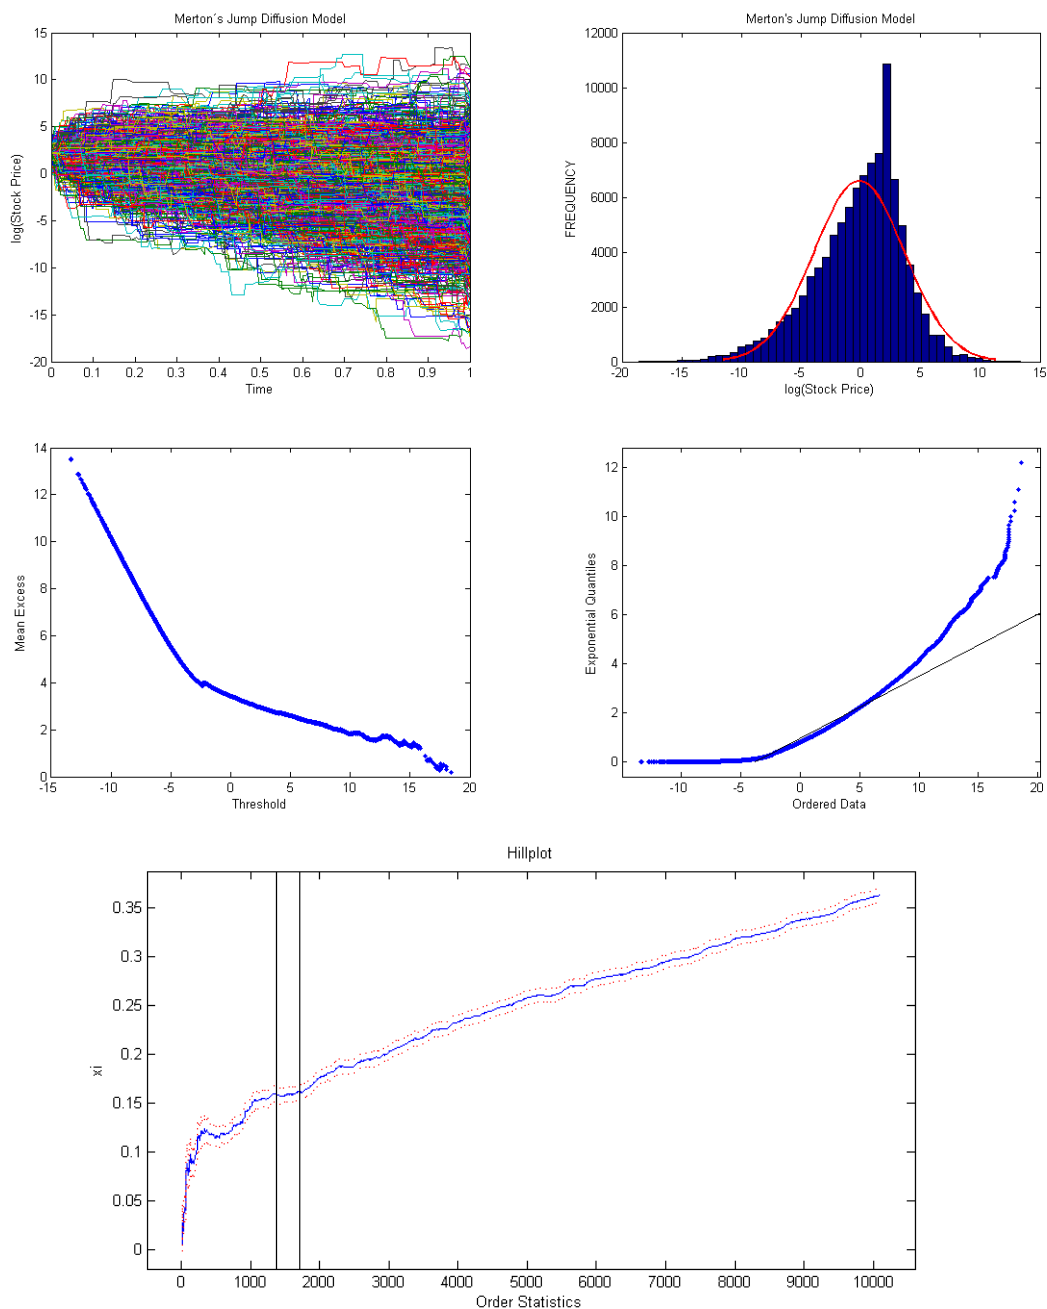 Merton´s Jump Diffusion Model
15
10
5
0
-5
-10
-15
-20
log(Stock Price)
0 0.1 0.2 0.3 0.4 0.5 0.6 0.7 0.8 0.9 1
Time
Merton's Jump Diffusion Model
12000
10000
8000
6000
4000
2000
0
FREQUENCY
-20 -15 -10 -5 0 5 10 15
log(Stock Price)
14
12
10
8
6
4
2
0
Mean Excess
-15 -10 -5 0 5 10 15 20
Threshold
12
10
8
6
4
2
0
Exponential Quantiles
-10 -5 0 5 10 15 20
Ordered Data
Hillplot
0.35
0.3
0.25
0.2
0.15
0.1
0.05
0
xi
0 1000 2000 3000 4000 5000 6000 7000 8000 9000 10000
Order Statistics